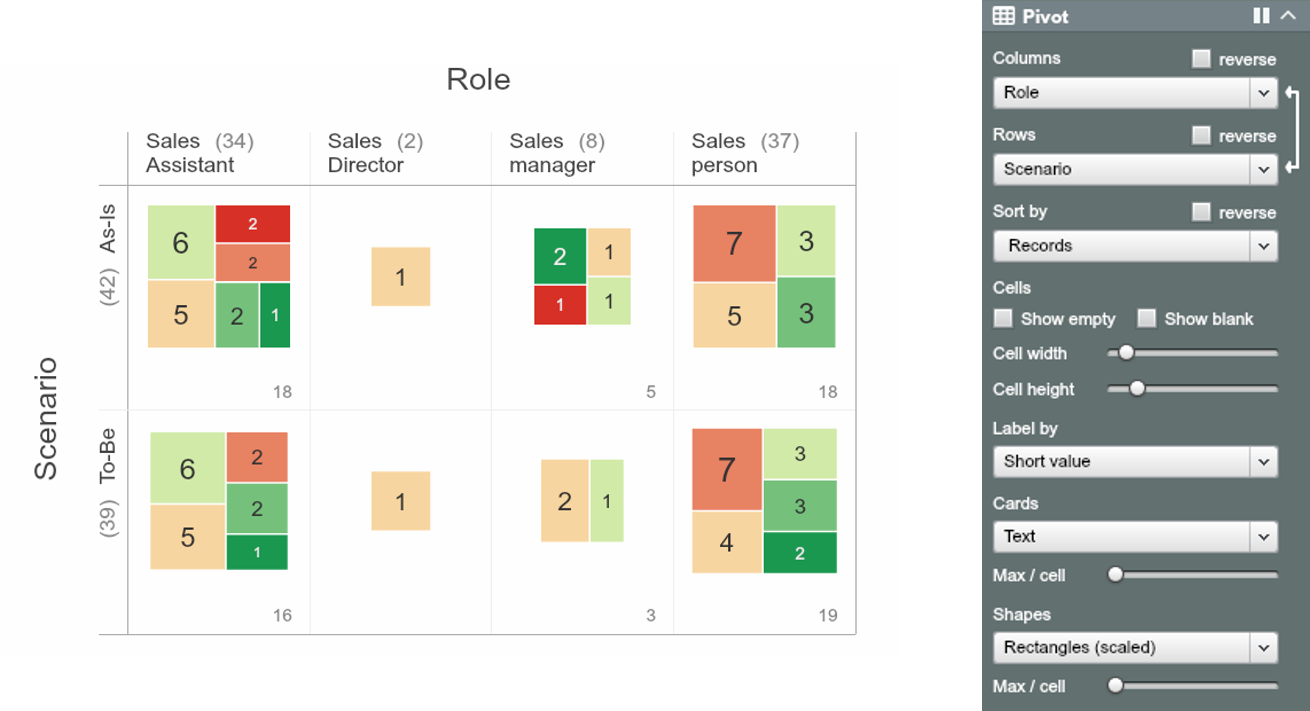 Role
Sales (34)
Assistant
Sales (2)
Director
Sales (8)
manager
Sales (37)
person
Scenario
As-Is
(42)
6
2
2
5
2
1
18
1
2
1
1
1
5
7
3
5
3
18
To-Be
(39)
6
2
2
5
1
16
1
2
1
3
7
3
3
4
2
19
Pivot
Columns reverse
Role
Rows reverse
Scenario
Sort by reverse
Records
Cells
Show empty Show blank
Cell width
Cell height
Label by
Short value
Cards
Text
Max / cell
Shapes
Rectangles (scaled)
Max / cell